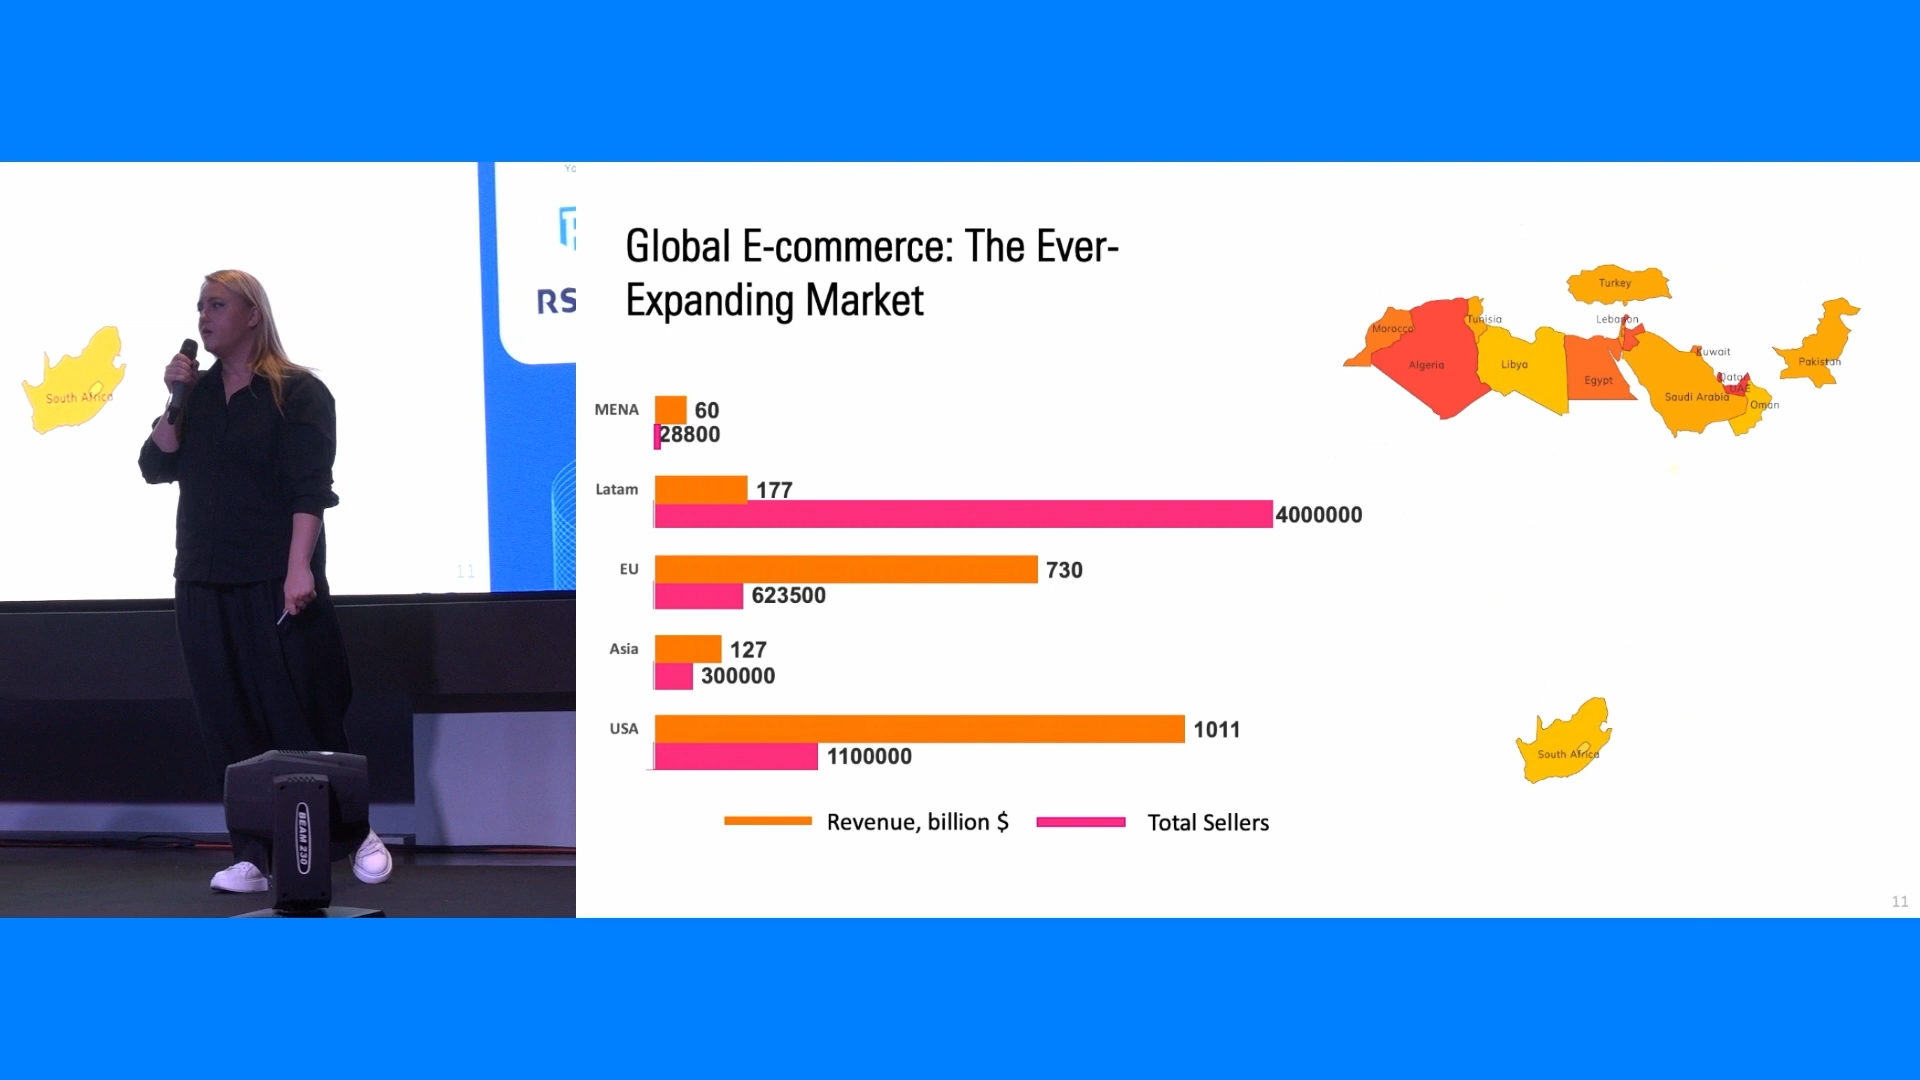 South Africa
11
RS
BEAM 230
Global E-commerce: The Ever-
Expanding Market
MENA
60
28800
Latam
177
4000000
EU
730
623500
Asia
127
300000
USA
1011
1100000
Revenue, billion $
Total Sellers
Turkey
Morocco
Tunisia
Lebanon
Algeria
Libya
Egypt
Kuwait
Qatar
UAE
Saudi Arabia
Oman
Pakistan
South Africa
11